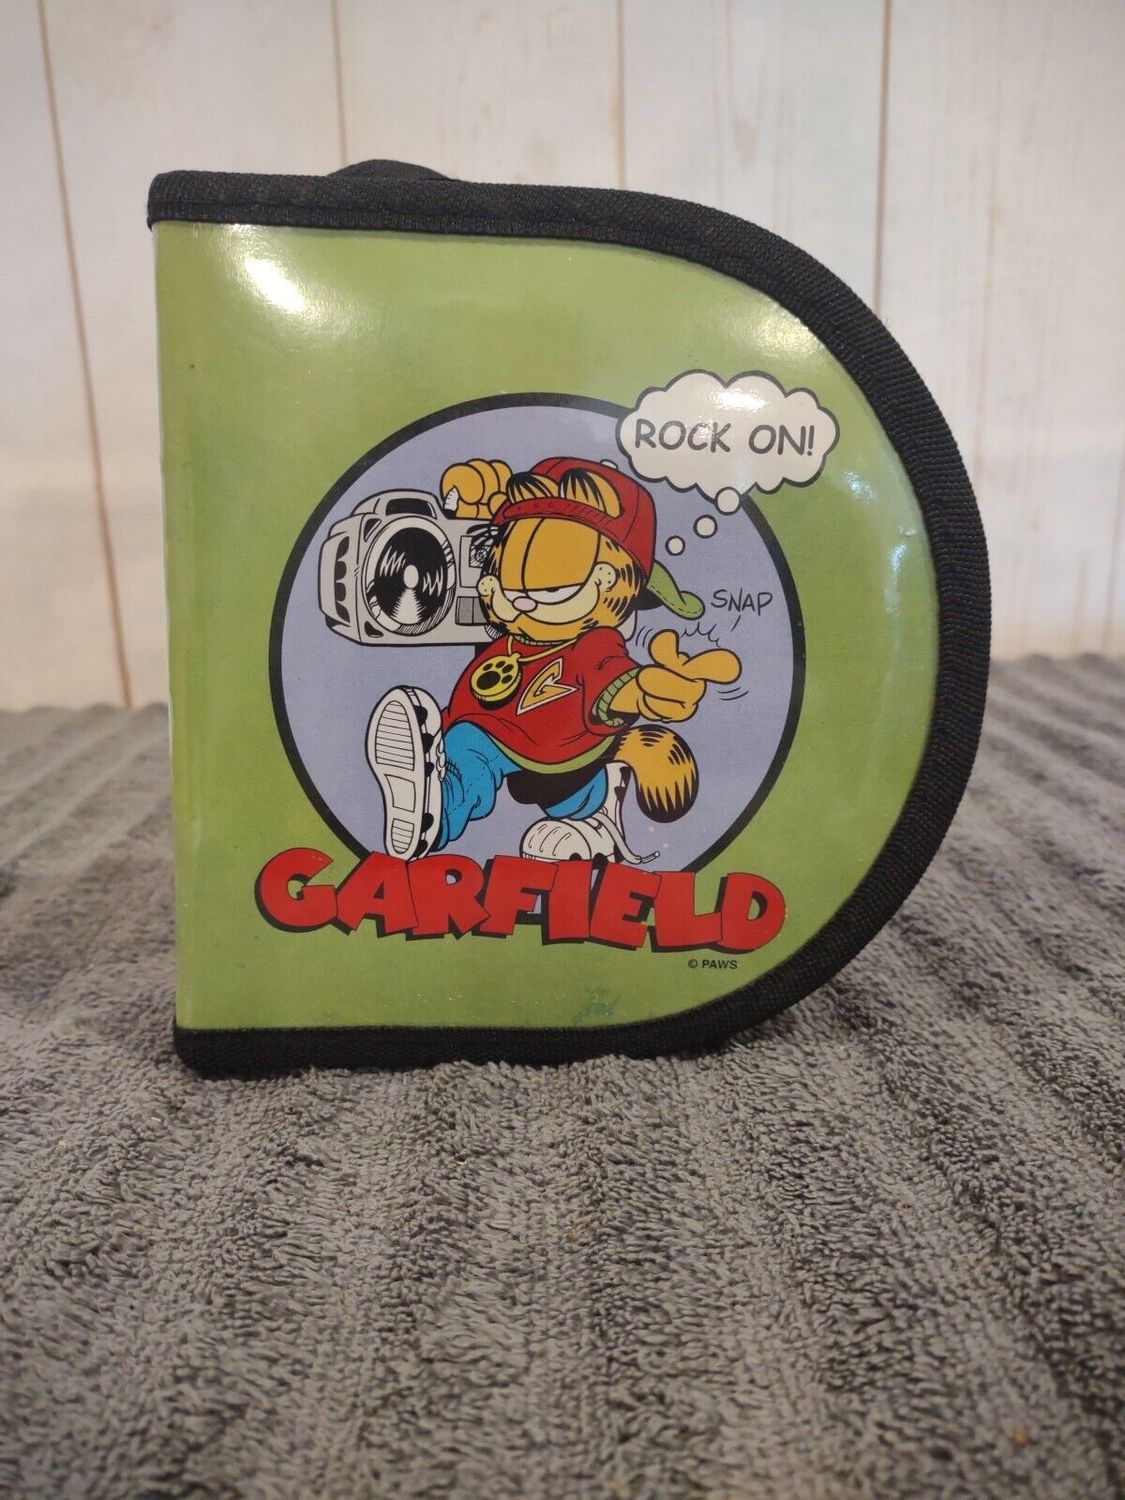 ROCK ON!
SNAP
G
GARFIELD
© PAWS